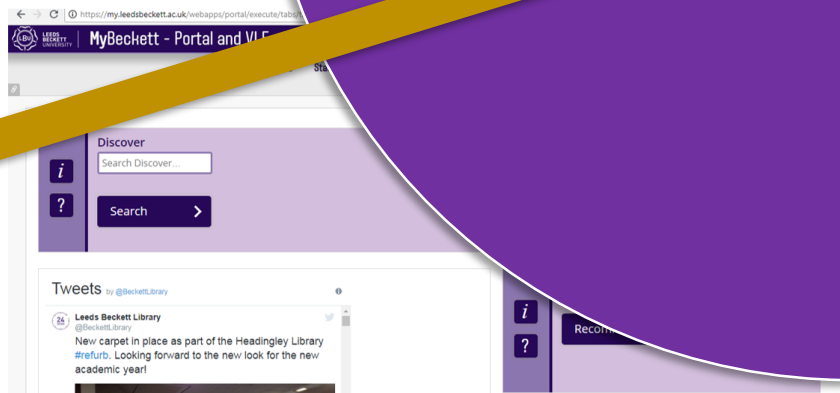 https://my.leedsbeckett.ac.uk/webapps/portal/execute/tabs/
LEEDS
BECKETT
UNIVERSITY
MyBeckett - Portal and VLE
Discover
i
Search Discover...
?
Search
Tweets by @BeckettLibrary
24
Leeds Beckett Library
@BeckettLibrary
New carpet in place as part of the Headingley Library
#refurb. Looking forward to the new look for the new
academic year!
i
?